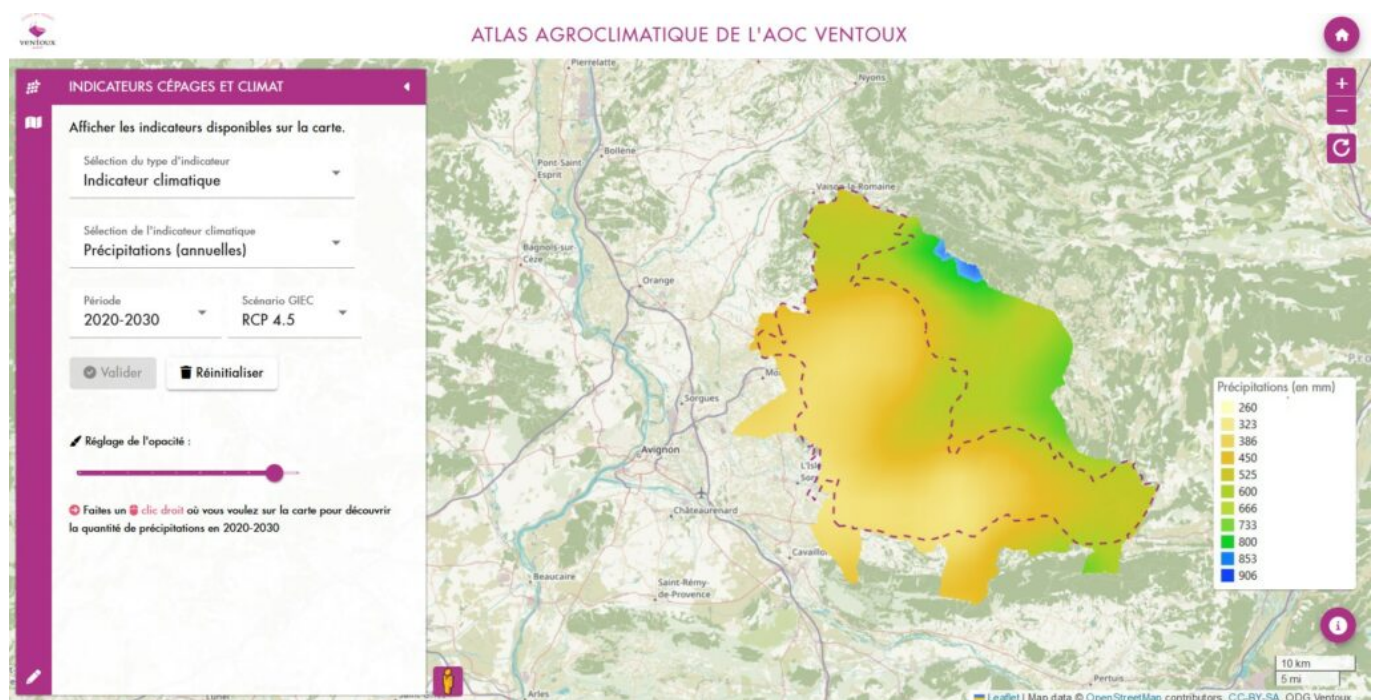 VENTOUX
ATLAS AGROCLIMATIQUE DE L'AOC VENTOUX
INDICATEURS CÉPAGES ET CLIMAT
Afficher les indicateurs disponibles sur la carte.
Sélection du type d'indicateur
Indicateur climatique
Sélection de l'indicateur climatique
Précipitations (annuelles)
Période
2020-2030
Scénario GIEC
RCP 4.5
Valider
Réinitialiser
Réglage de l'opacité :
Faites un clic droit où vous voulez sur la carte pour découvrir
la quantité de précipitations en 2020-2030
Pierrelatte
Nyons
Bollène
Pont-Saint
Esprit
Vaison-la-Romaine
Bagnols-sur-
Cèze
Orange
Mo
Sorgues
Avignon
L'Isle
Sor
Châteaurenard
Cavaillon
Beaucaire
Saint-Rémy-
de-Provence
Pertuis
Arles
Lunel
+
−
Précipitations (en mm)
260
323
386
450
525
600
666
733
800
853
906
10 km
5 mi
Leaflet | Map data © OpenStreetMap contributors, CC-BY-SA, ODG Ventoux